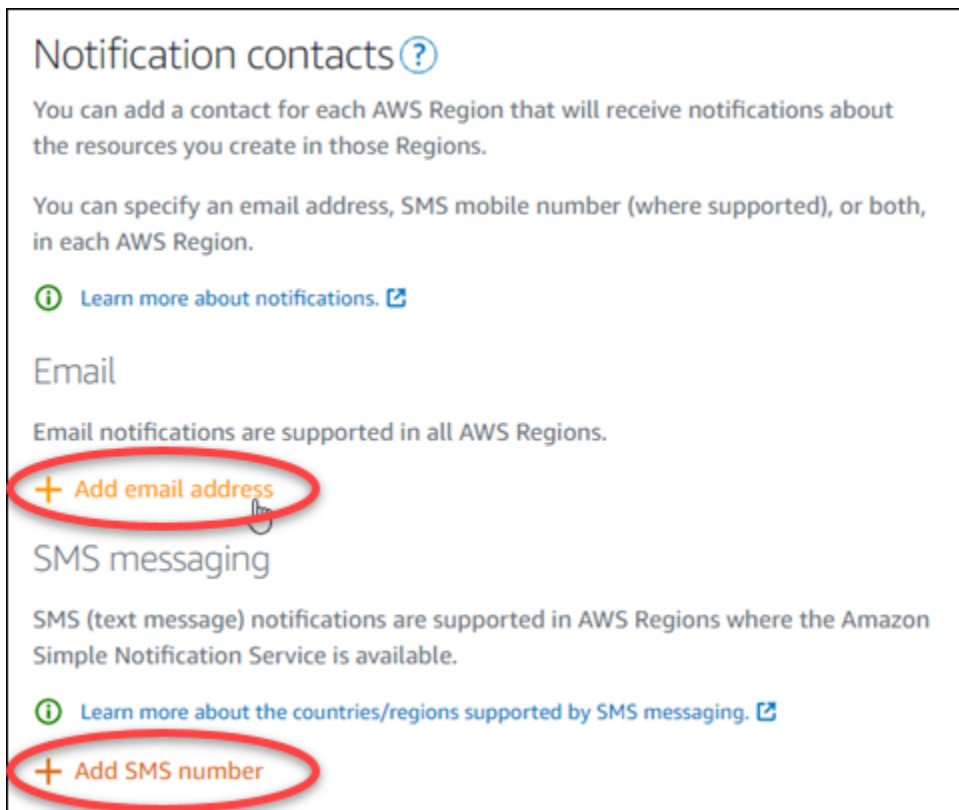 Notification contacts ?
You can add a contact for each AWS Region that will receive notifications about
the resources you create in those Regions.
You can specify an email address, SMS mobile number (where supported), or both,
in each AWS Region.
Learn more about notifications.
Email
Email notifications are supported in all AWS Regions.
+ Add email address
SMS messaging
SMS (text message) notifications are supported in AWS Regions where the Amazon
Simple Notification Service is available.
Learn more about the countries/regions supported by SMS messaging.
+ Add SMS number